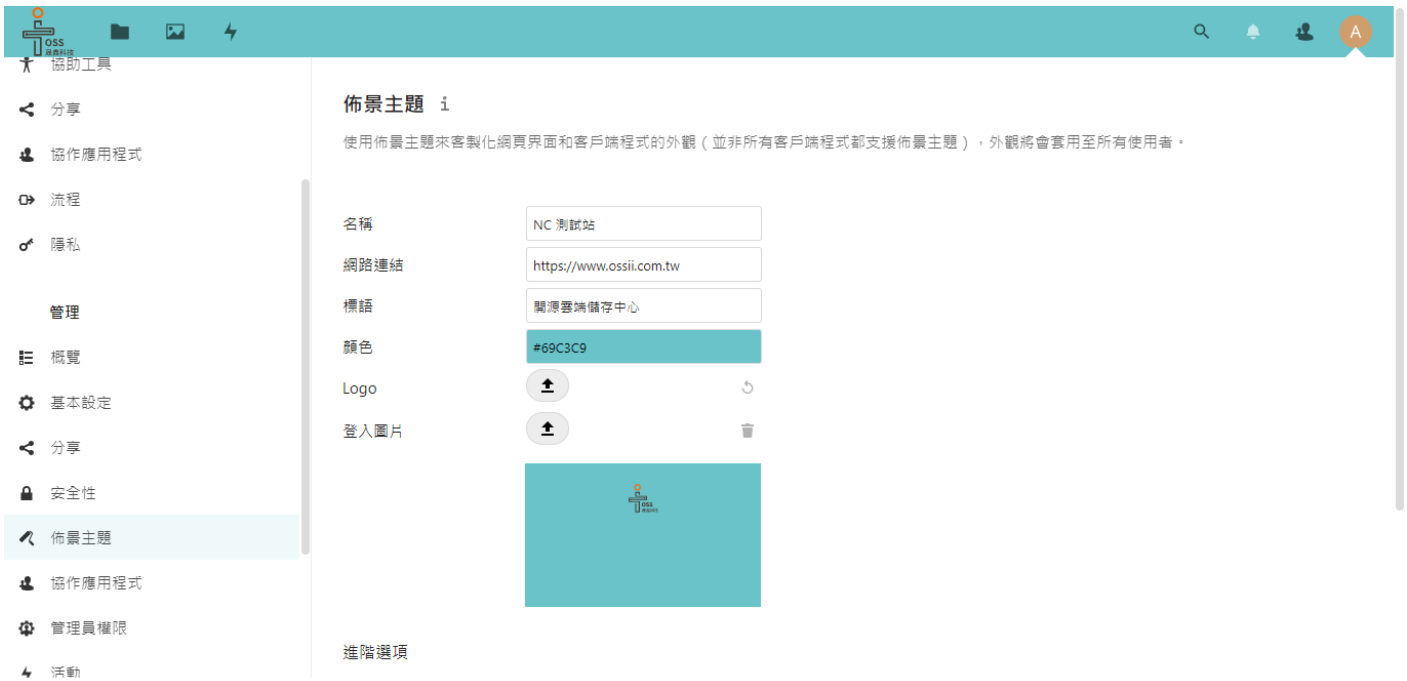 OSS
晟鑫科技
A
協助工具
分享
協作應用程式
流程
隱私
管理
概覽
基本設定
分享
安全性
佈景主題
協作應用程式
管理員權限
活動
佈景主題 i
使用佈景主題來客製化網頁界面和客戶端程式的外觀（並非所有客戶端程式都支援佈景主題），外觀將會套用至所有使用者。
名稱 NC 測試站
網路連結 https://www.ossii.com.tw
標語 開源雲端儲存中心
顏色 #69C3C9
Logo
登入圖片
OSS
進階選項